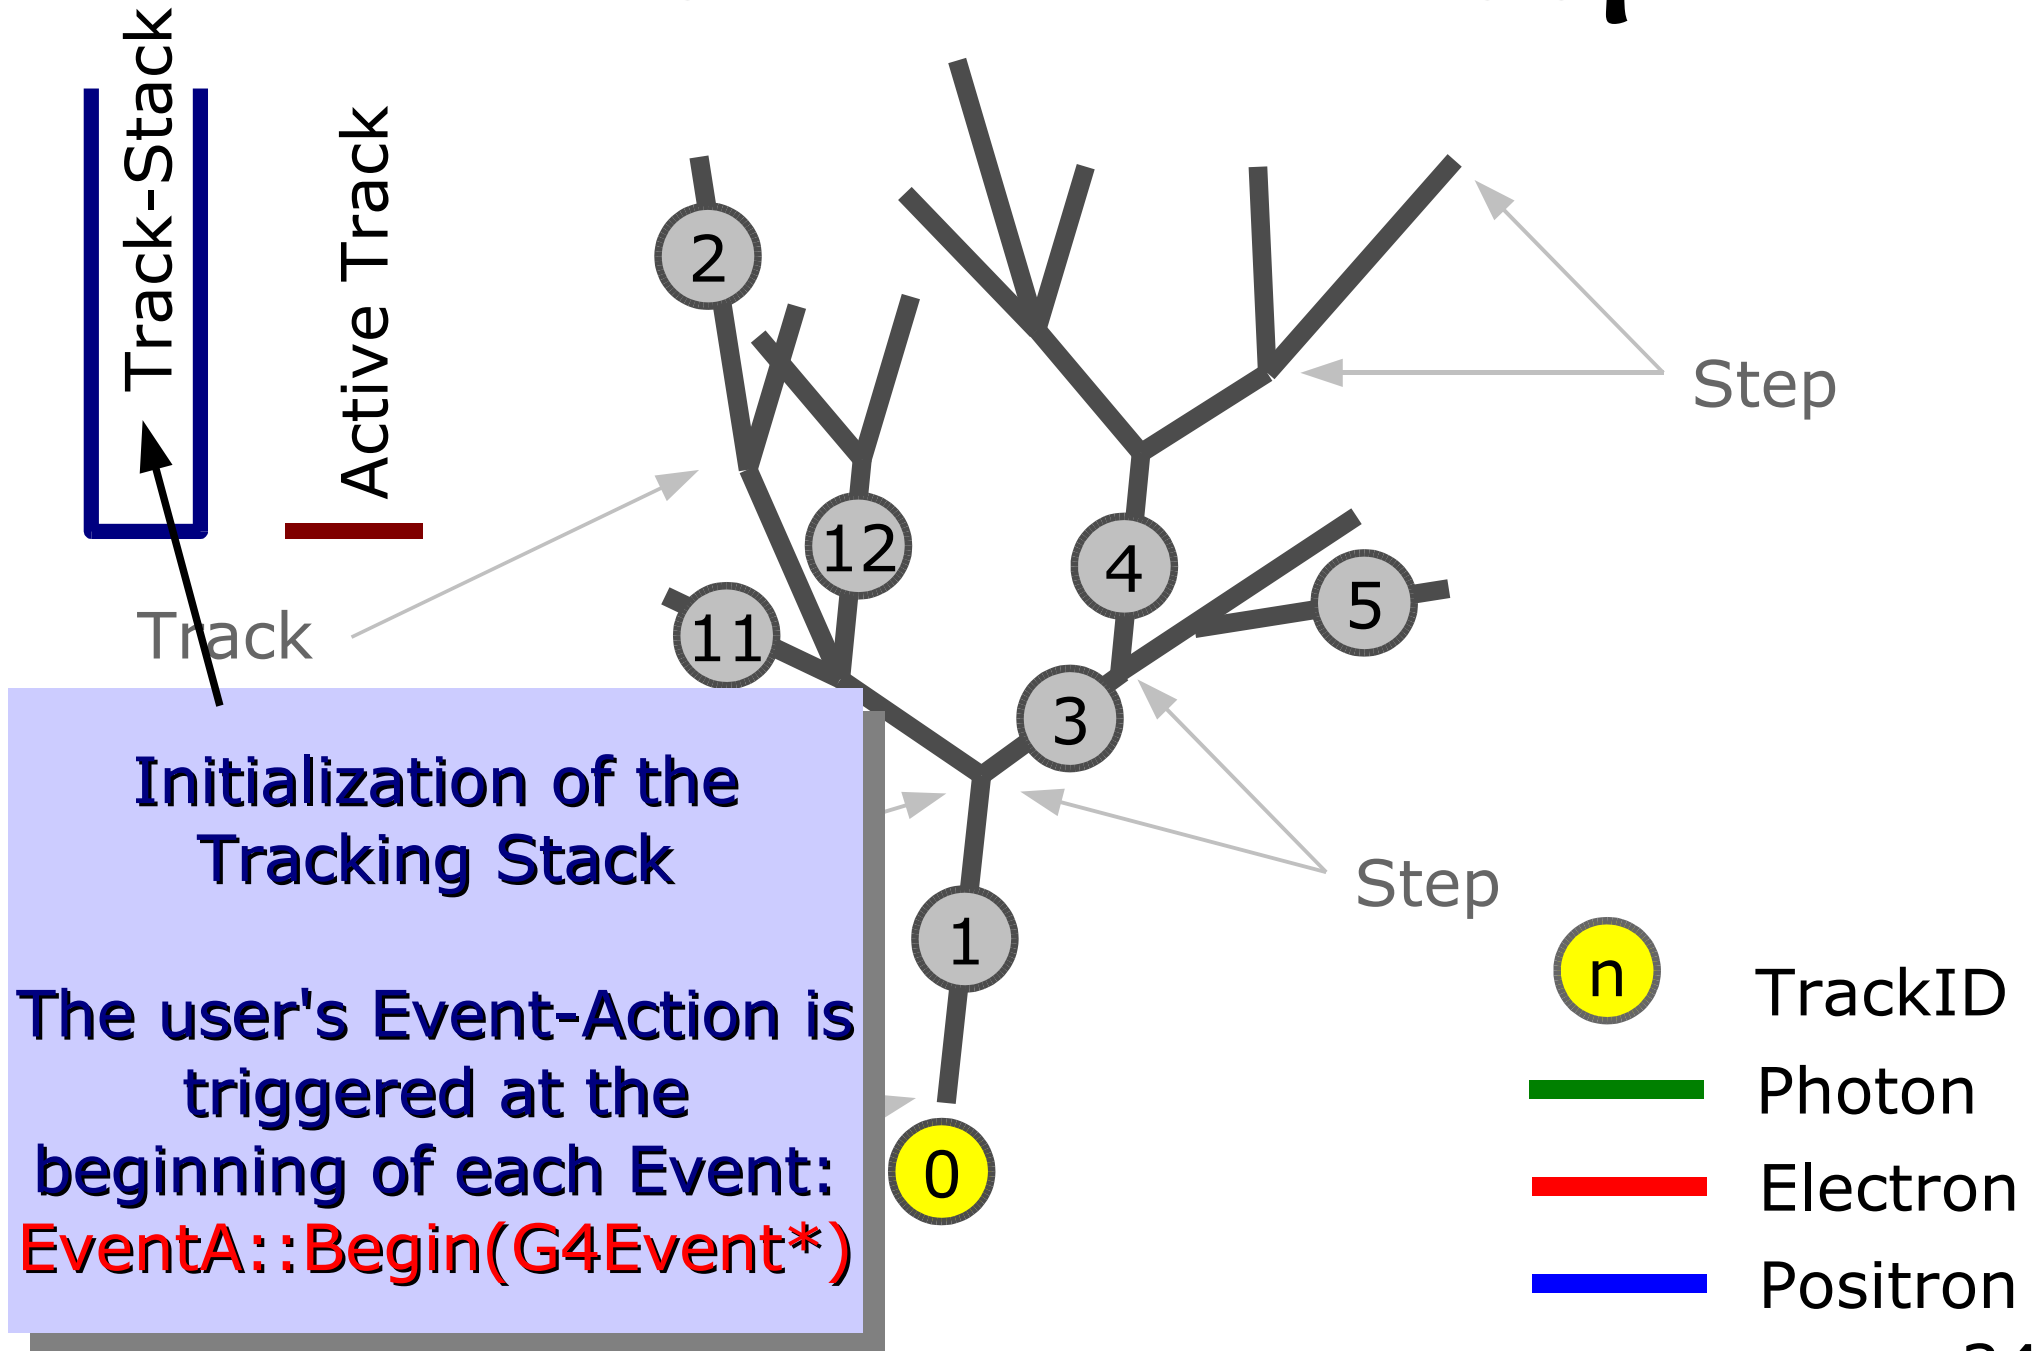 Track-Stack
Active Track
2
12
4
5
11
3
1
0
Step
Track
Step
Initialization of the
Tracking Stack
The user's Event-Action is
triggered at the
beginning of each Event:
EventA::Begin(G4Event*)
n
TrackID
Photon
Electron
Positron